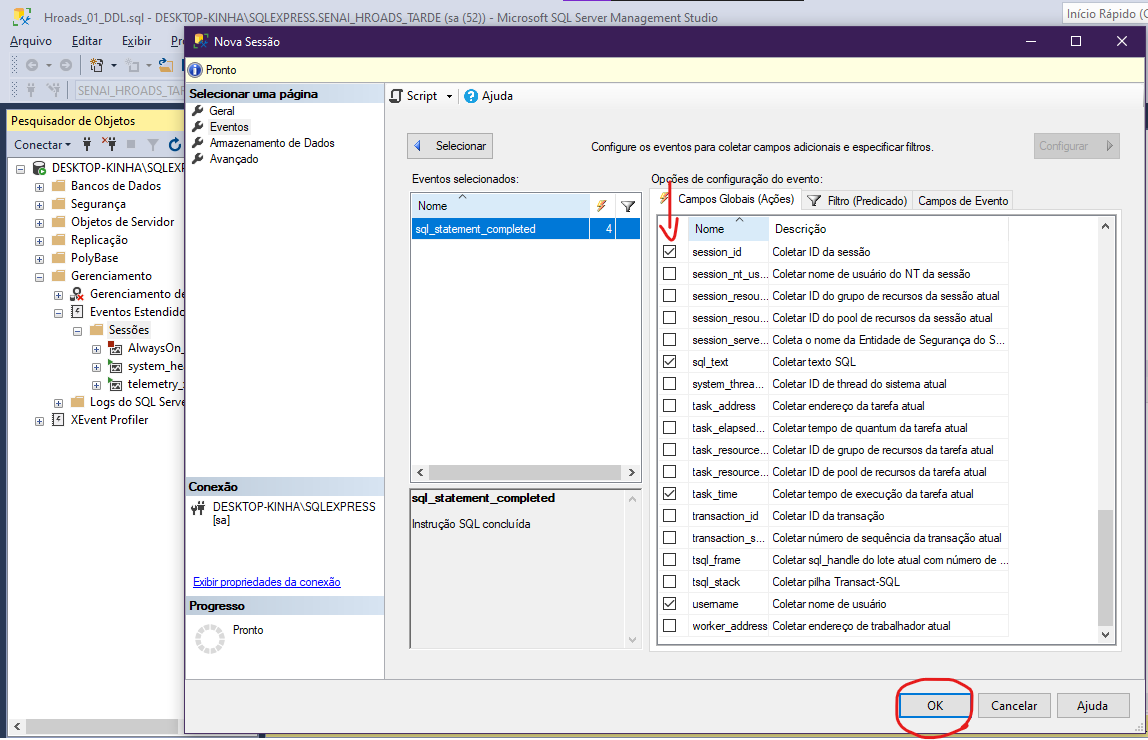 Hroads_01_DDL.sql - DESKTOP-KINHA\SQLEXPRESS.SENAI_HROADS_TARDE (sa (52)) - Microsoft SQL Server Management Studio
Início Rápido (C
Arquivo Editar Exibir
Nova Sessão
Pronto
SENAI_HROADS_TAR
Selecionar uma página
Geral
Eventos
Armazenamento de Dados
Avançado
Script Ajuda
Pesquisador de Objetos
Conectar
DESKTOP-KINHA\SQLEXP
Bancos de Dados
Segurança
Objetos de Servidor
Replicação
PolyBase
Gerenciamento
Gerenciamento de
Eventos Estendido
Sessões
AlwaysOn_
system_he
telemetry_
Logs do SQL Serve
XEvent Profiler
Selecionar
Configure os eventos para coletar campos adicionais e especificar filtros.
Configurar
Eventos selecionados:
Nome
sql_statement_completed 4
sql_statement_completed
Instrução SQL concluída
Opções de configuração do evento:
Campos Globais (Ações) Filtro (Predicado) Campos de Evento
Nome Descrição
session_id Coletar ID da sessão
session_nt_us... Coletar nome de usuário do NT da sessão
session_resou... Coletar ID do grupo de recursos da sessão atual
session_resou... Coletar ID do pool de recursos da sessão atual
session_serve... Coleta o nome da Entidade de Segurança do S...
sql_text Coletar texto SQL
system_threa... Coletar ID de thread do sistema atual
task_address Coletar endereço da tarefa atual
task_elapsed... Coletar tempo de quantum da tarefa atual
task_resource... Coletar ID de grupo de recursos da tarefa atual
task_resource... Coletar ID de pool de recursos da tarefa atual
task_time Coletar tempo de execução da tarefa atual
transaction_id Coletar ID da transação
transaction_s... Coletar número de sequência da transação atual
tsql_frame Coletar sql_handle do lote atual com número de ...
tsql_stack Coletar pilha Transact-SQL
username Coletar nome de usuário
worker_address Coletar endereço de trabalhador atual
Conexão
DESKTOP-KINHA\SQLEXPRESS
[sa]
Exibir propriedades da conexão
Progresso
Pronto
OK Cancelar Ajuda